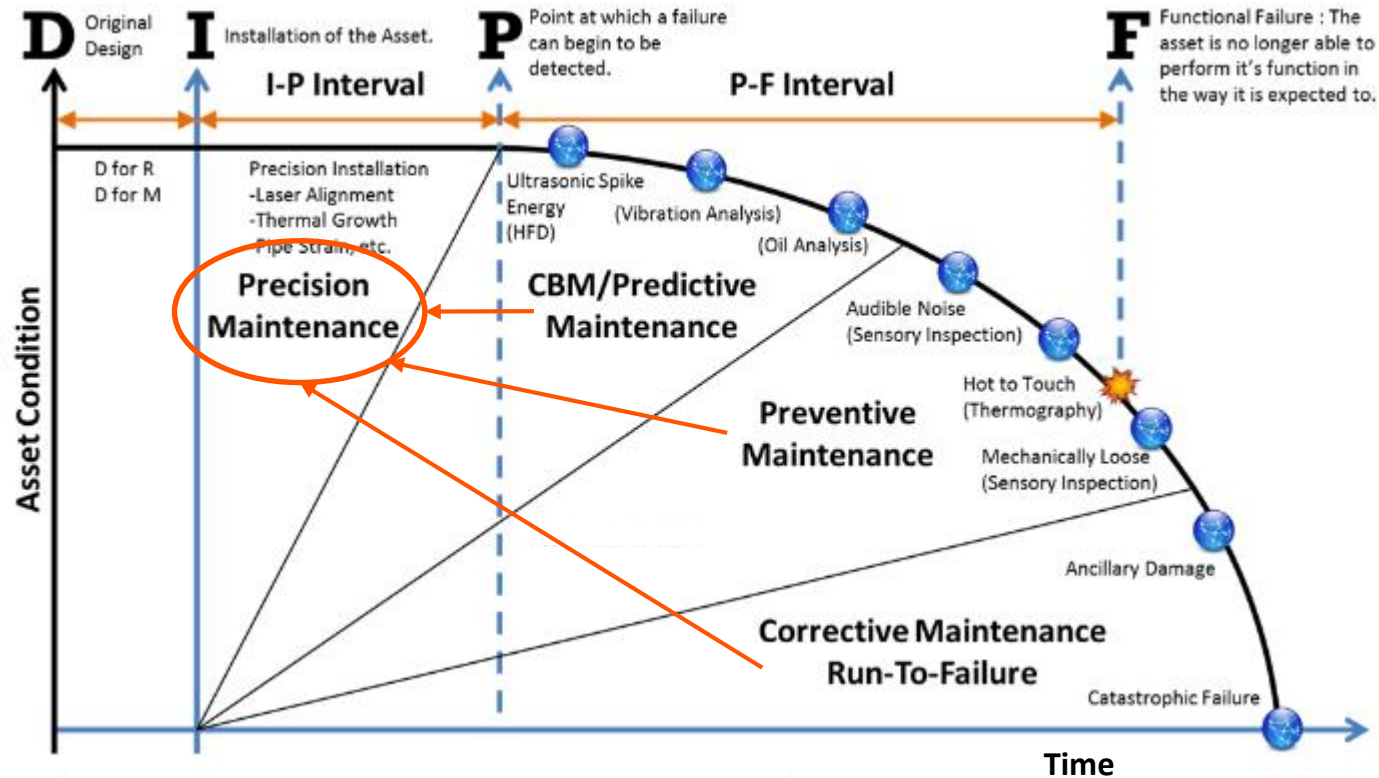 D Original
Design
I Installation of the Asset.
P Point at which a failure
can begin to be
detected.
F Functional Failure : The
asset is no longer able to
perform it's function in
the way it is expected to.
I-P Interval
P-F Interval
D for R
D for M
Precision Installation
-Laser Alignment
-Thermal Growth
-Pipe Strain, etc.
Ultrasonic Spike
Energy
(HFD)
(Vibration Analysis)
(Oil Analysis)
Precision
Maintenance
CBM/Predictive
Maintenance
Audible Noise
(Sensory Inspection)
Hot to Touch
(Thermography)
Preventive
Maintenance
Mechanically Loose
(Sensory Inspection)
Ancillary Damage
Corrective Maintenance
Run-To-Failure
Catastrophic Failure
Asset Condition
Time